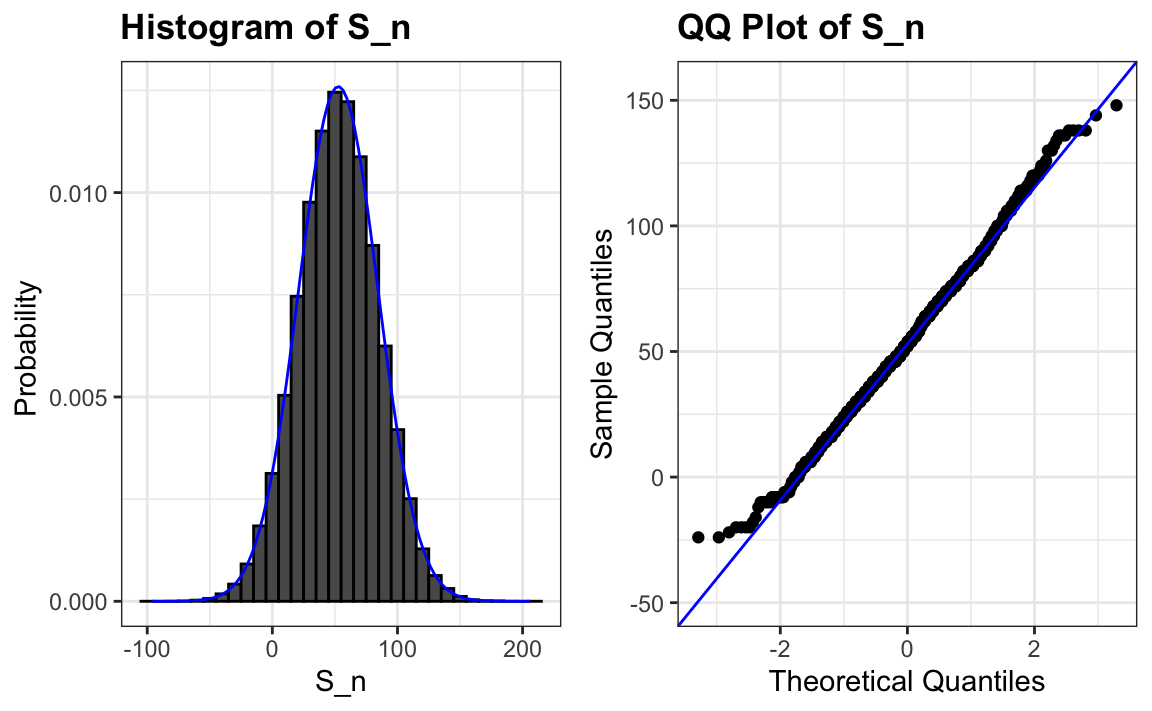 Histogram of S_n
Probability
0.010
0.005
0.000
-100 0 100 200
S_n
QQ Plot of S_n
Sample Quantiles
150
100
50
0
-50
-2 0 2
Theoretical Quantiles